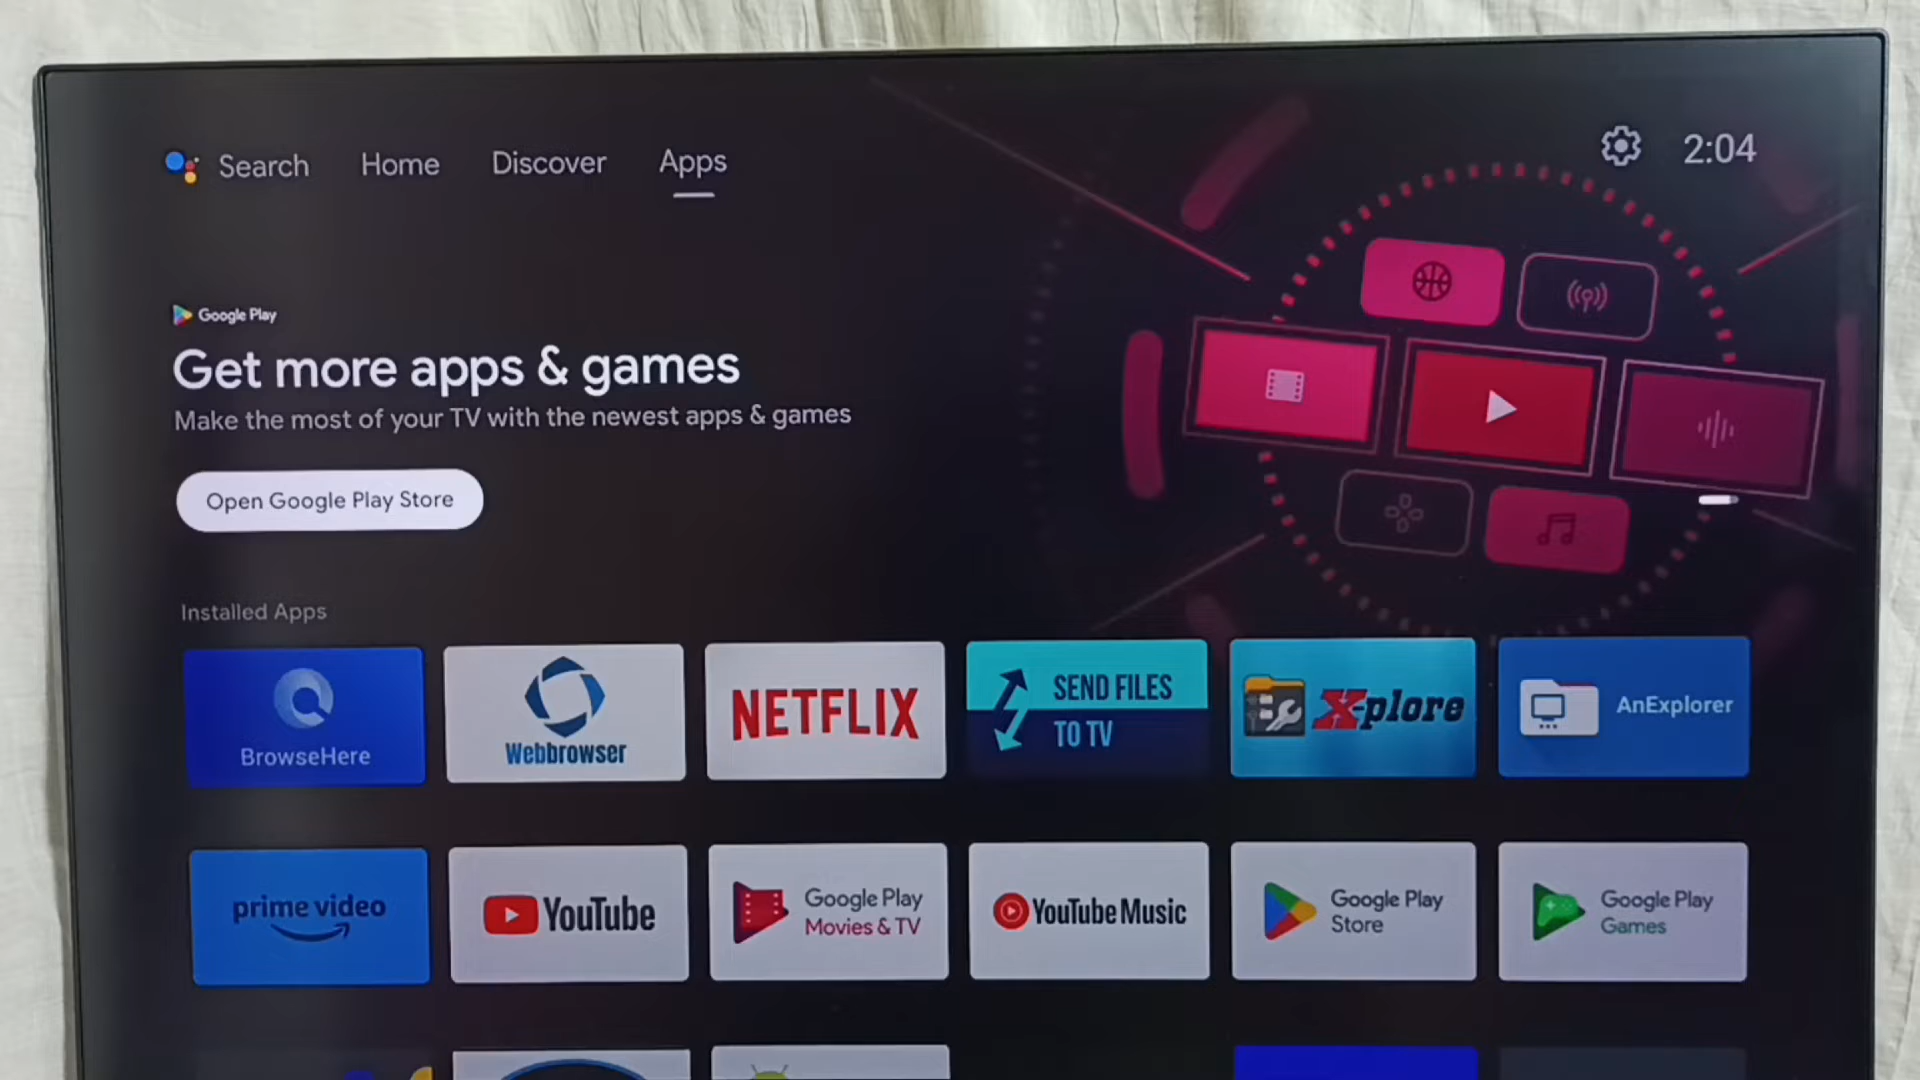 Search Home Discover Apps 2:04
Google Play
Get more apps & games
Make the most of your TV with the newest apps & games
Open Google Play Store
Installed Apps
BrowseHere
Webbrowser
NETFLIX
SEND FILES
TO TV
X-plore
AnExplorer
prime video
YouTube
Google Play
Movies & TV
YouTube Music
Google Play
Store
Google Play
Games